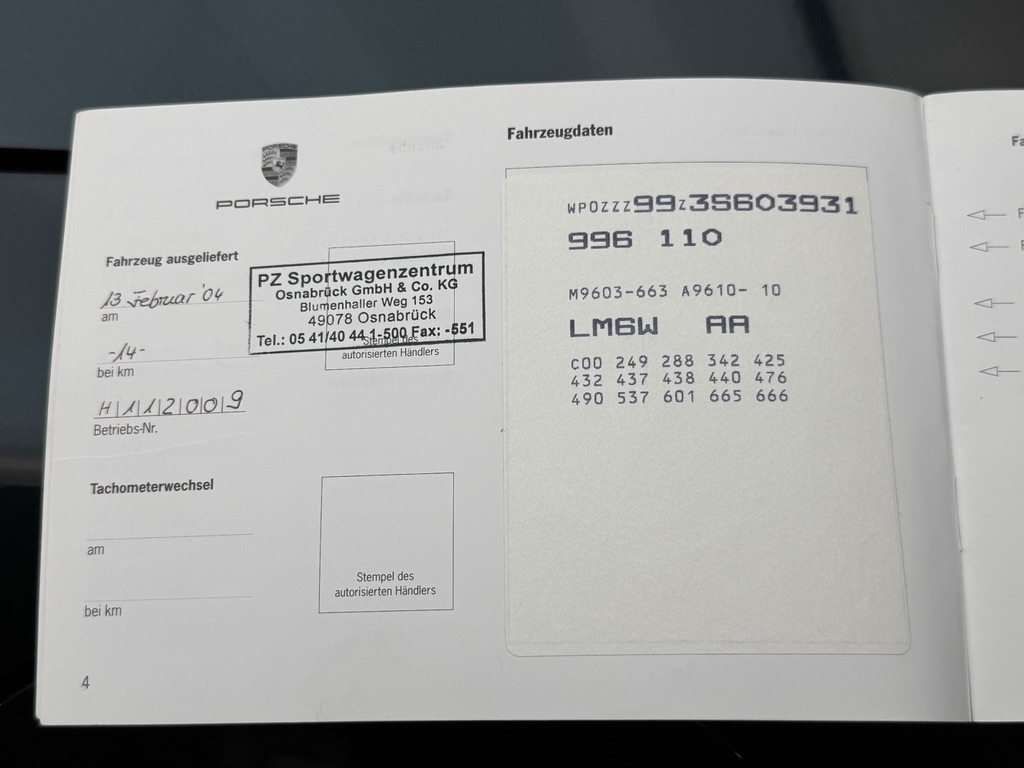 PORSCHE
Fahrzeug ausgeliefert
13 Februar '04
am
-14-
bei km
H112009
Betriebs-Nr.
PZ Sportwagenzentrum
Osnabrück GmbH & Co. KG
Blumenhaller Weg 153
49078 Osnabrück
Tel.: 05 41/40 44 1-500 Fax: -551
Stempel des
autorisierten Händlers
Tachometerwechsel
am
bei km
Stempel des
autorisierten Händlers
4
Fahrzeugdaten
WP0ZZZ99Z3S603931
996 110
M9603-663 A9610- 10
LM6W AA
C00 249 288 342 425
432 437 438 440 476
490 537 601 665 666